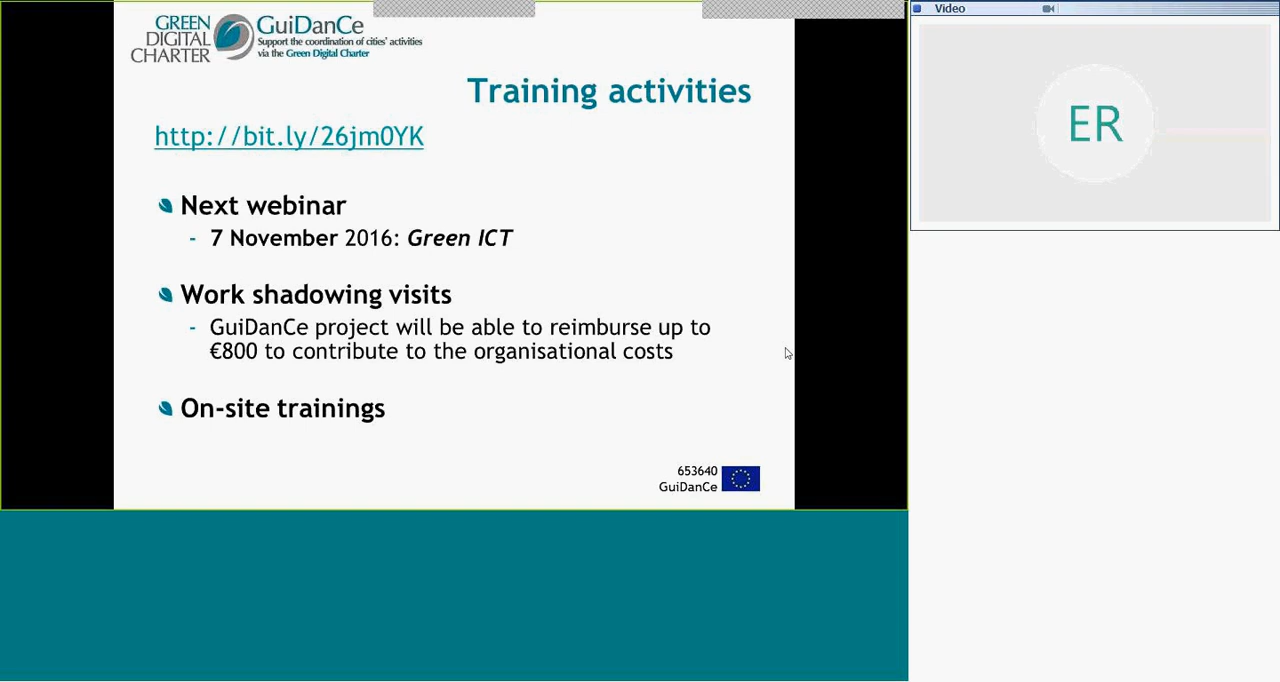 GREEN
DIGITAL
CHARTER
GuiDanCe
Support the coordination of cities' activities
via the Green Digital Charter
Training activities
http://bit.ly/26jm0YK
Next webinar
- 7 November 2016: Green ICT
Work shadowing visits
- GuiDanCe project will be able to reimburse up to
€800 to contribute to the organisational costs
On-site trainings
653640
GuiDanCe
Video
ER